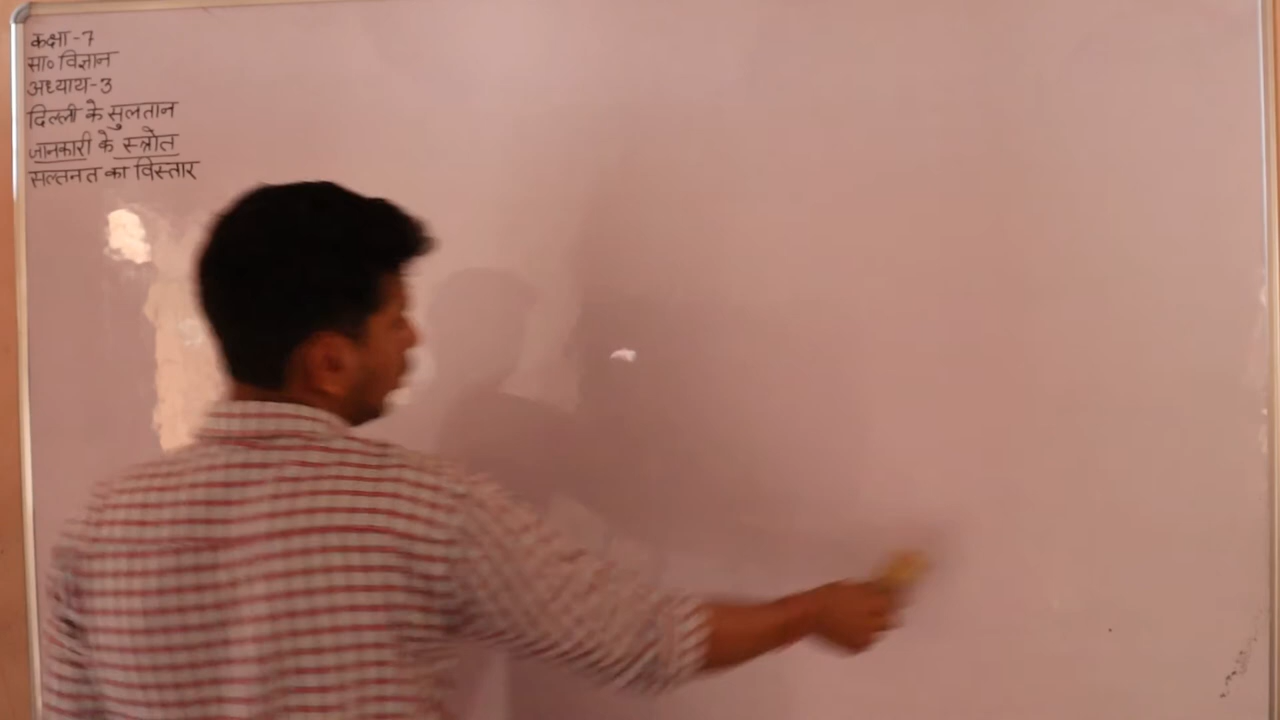 कक्षा-7
सा० विज्ञान
अध्याय-3
दिल्ली के सुलतान
जानकारी के स्त्रोत
सल्तनत का विस्तार